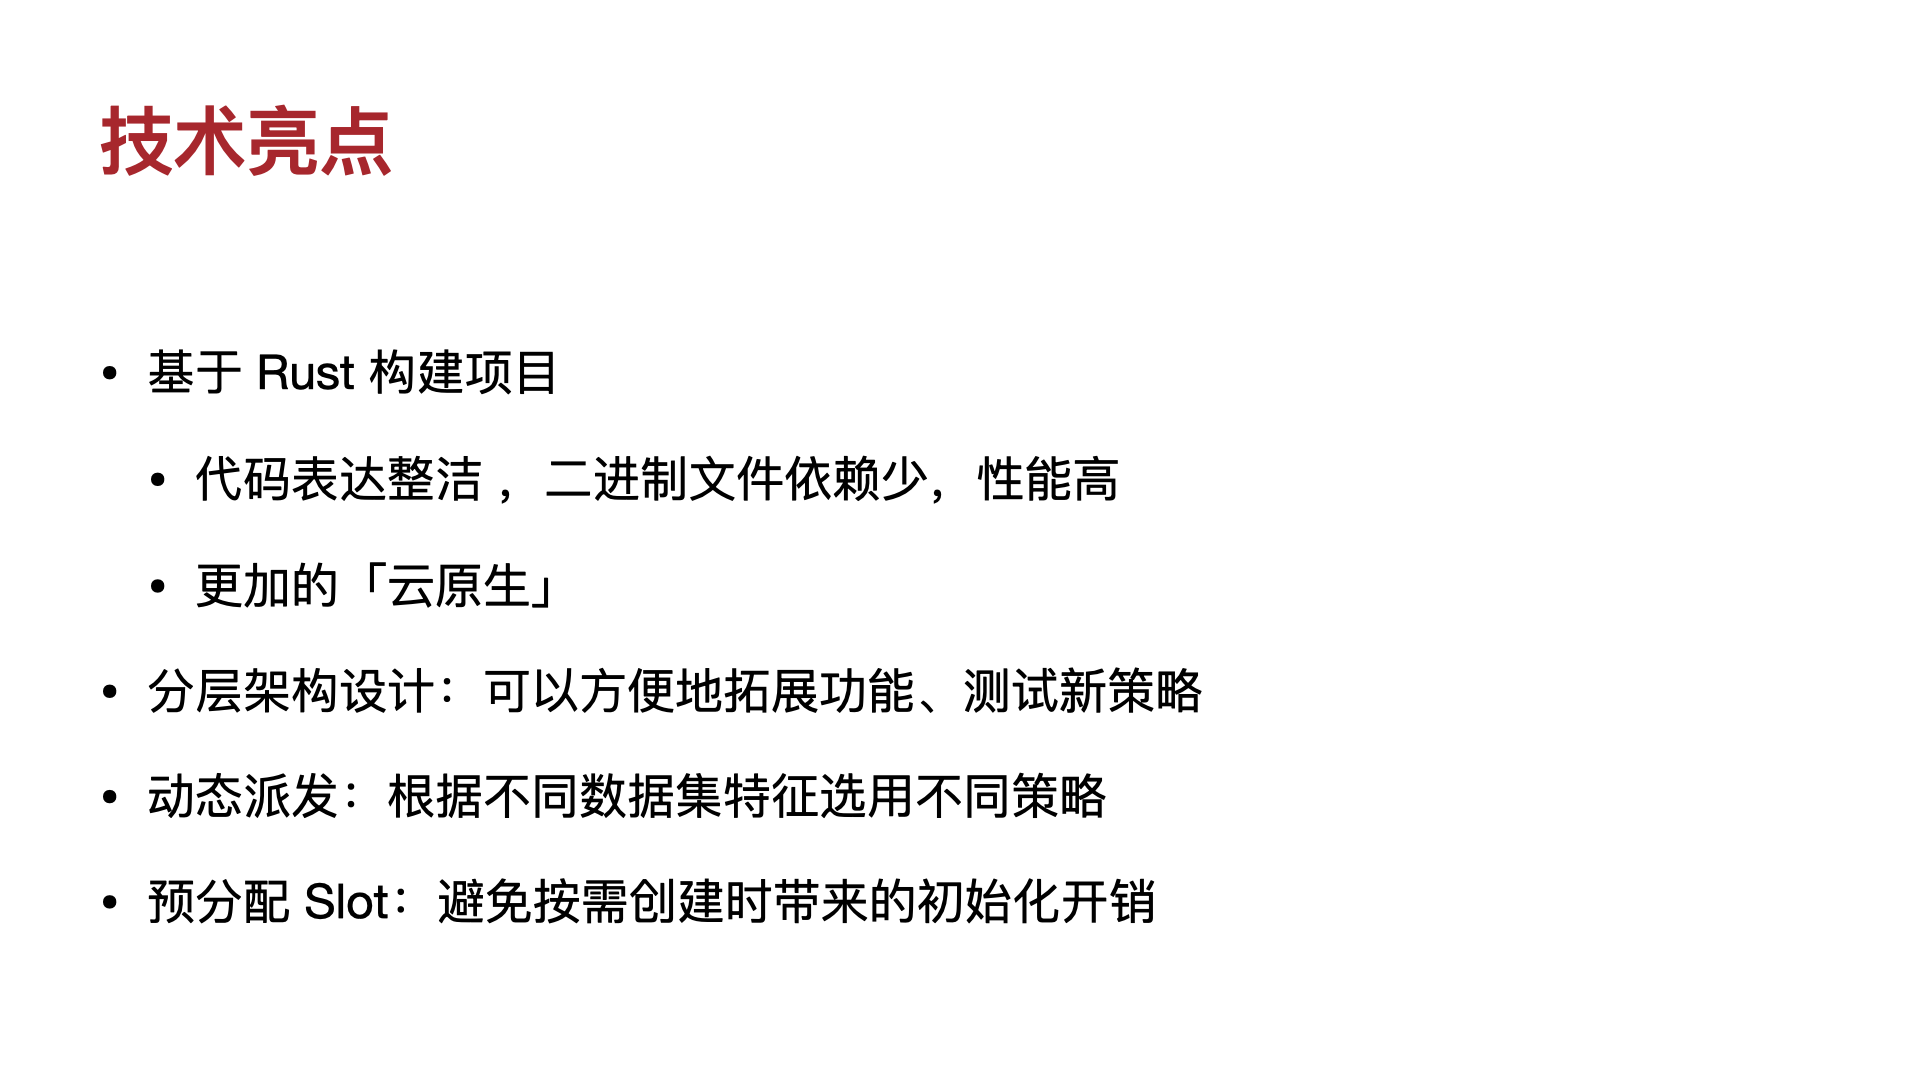 技术亮点
• 基于 Rust 构建项目
• 代码表达整洁 ，二进制文件依赖少，性能高
• 更加的「云原生」
• 分层架构设计：可以方便地拓展功能、测试新策略
• 动态派发：根据不同数据集特征选用不同策略
• 预分配 Slot：避免按需创建时带来的初始化开销